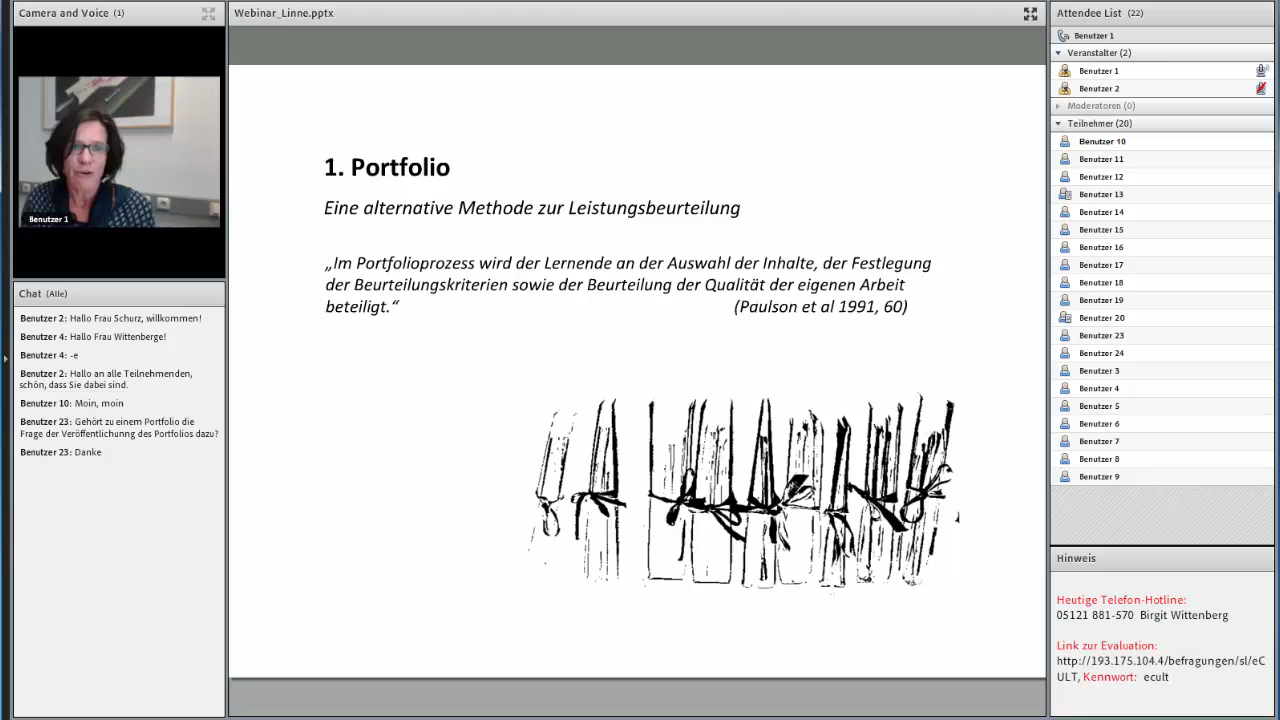 Camera and Voice (1)
Benutzer 1
Chat (Alle)
Benutzer 2: Hallo Frau Schurz, willkommen!
Benutzer 4: Hallo Frau Wittenberge!
Benutzer 4: -e
Benutzer 2: Hallo an alle Teilnehmenden,
schön, dass Sie dabei sind.
Benutzer 10: Moin, moin
Benutzer 23: Gehört zu einem Portfolio die
Frage der Veröffentlichunng des Portfolios dazu?
Benutzer 23: Danke
Webinar_Linne.pptx
1. Portfolio
Eine alternative Methode zur Leistungsbeurteilung
„Im Portfolioprozess wird der Lernende an der Auswahl der Inhalte, der Festlegung
der Beurteilungskriterien sowie der Beurteilung der Qualität der eigenen Arbeit
beteiligt.“ (Paulson et al 1991, 60)
Attendee List (22)
Benutzer 1
Veranstalter (2)
Benutzer 1
Benutzer 2
Moderatoren (0)
Teilnehmer (20)
Benutzer 10
Benutzer 11
Benutzer 12
Benutzer 13
Benutzer 14
Benutzer 15
Benutzer 16
Benutzer 17
Benutzer 18
Benutzer 19
Benutzer 20
Benutzer 23
Benutzer 24
Benutzer 3
Benutzer 4
Benutzer 5
Benutzer 6
Benutzer 7
Benutzer 8
Benutzer 9
Hinweis
Heutige Telefon-Hotline:
05121 881-570 Birgit Wittenberg
Link zur Evaluation:
http://193.175.104.4/befragungen/sl/eC
ULT, Kennwort: ecult